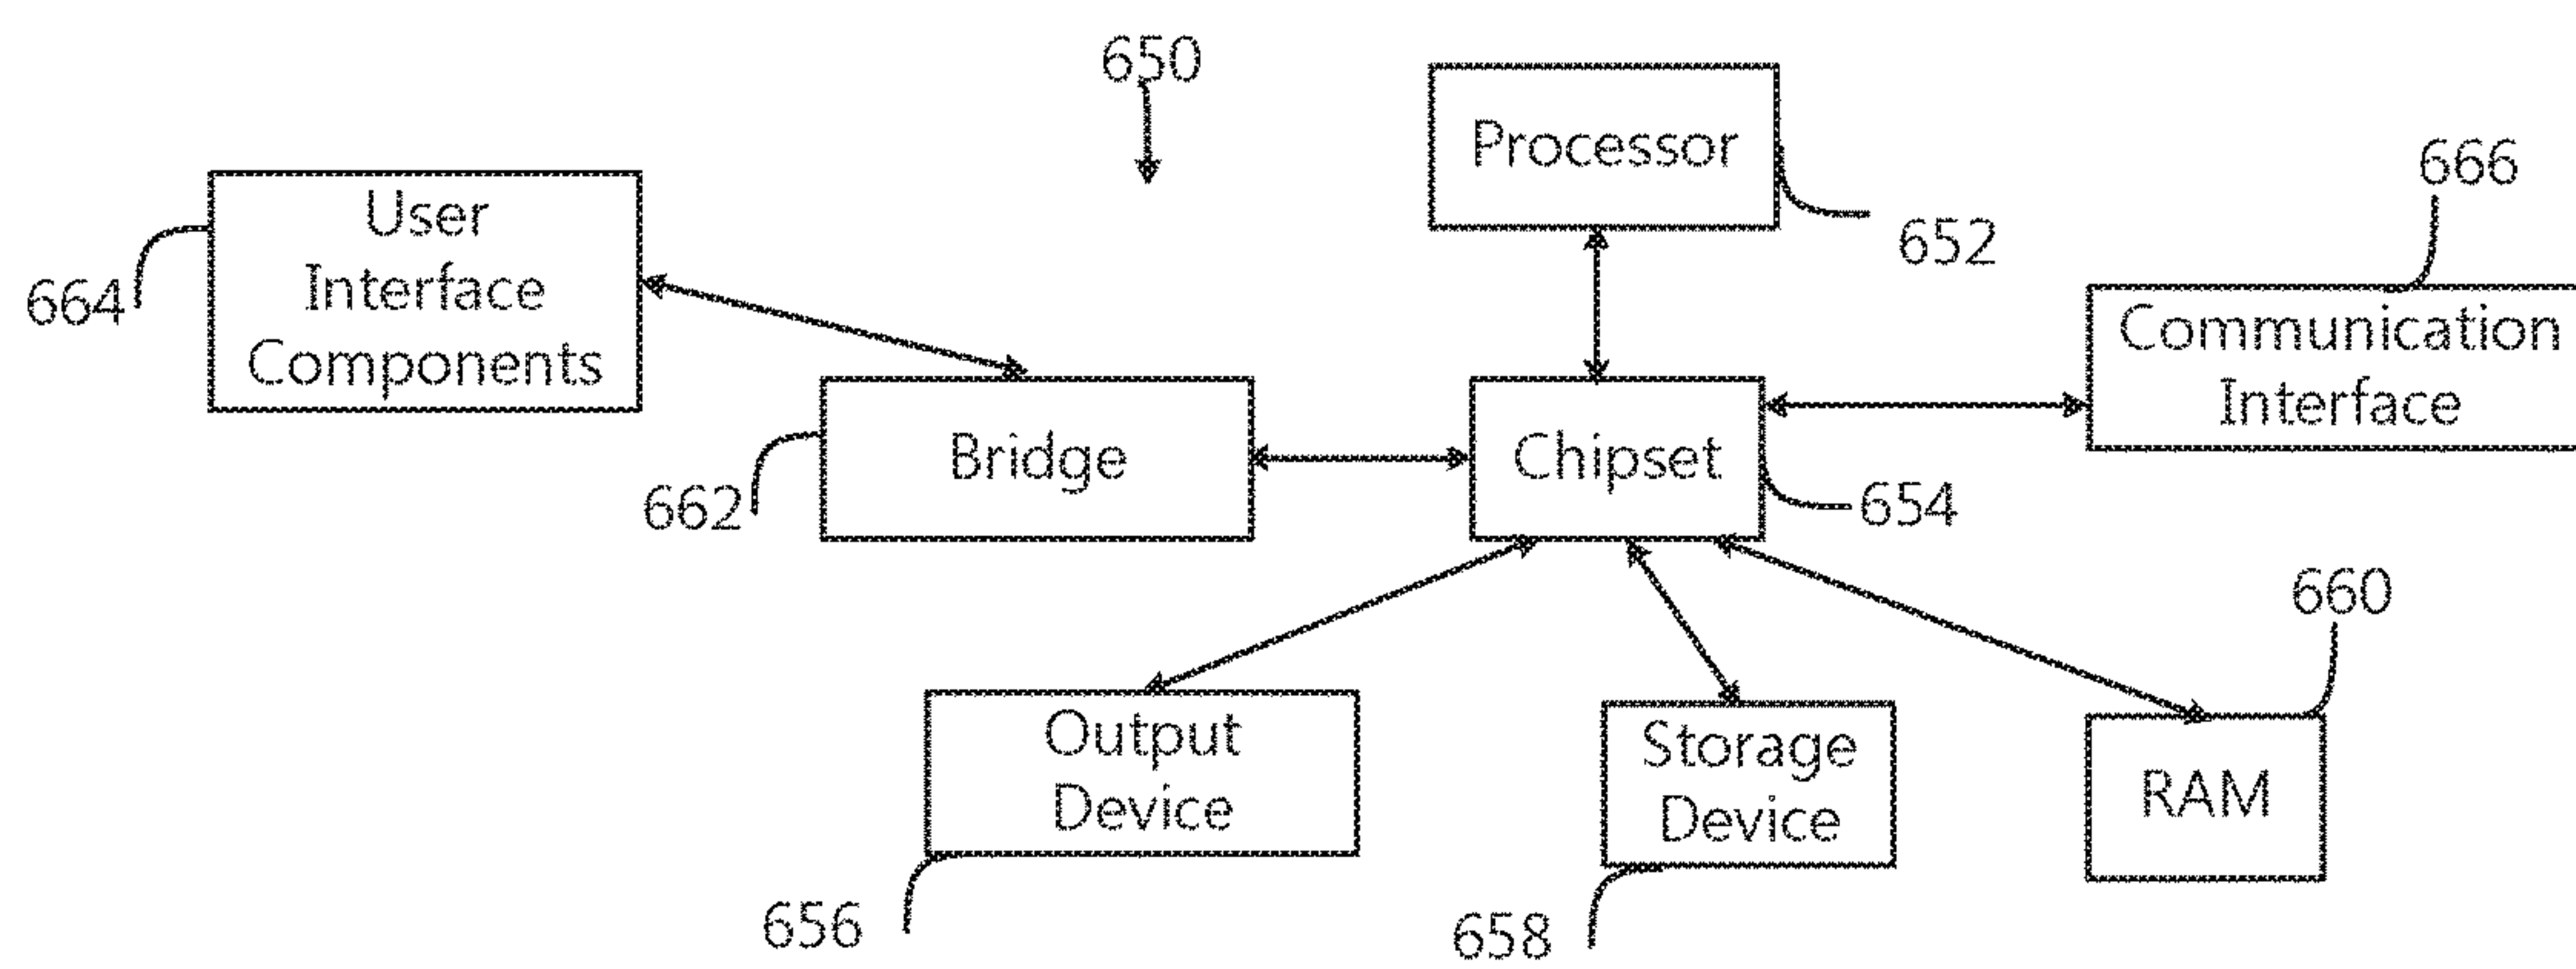 650
Processor
652
666
User
Interface
Components
664
Communication
Interface
Bridge
662
Chipset
654
660
Output
Device
656
Storage
Device
658
RAM